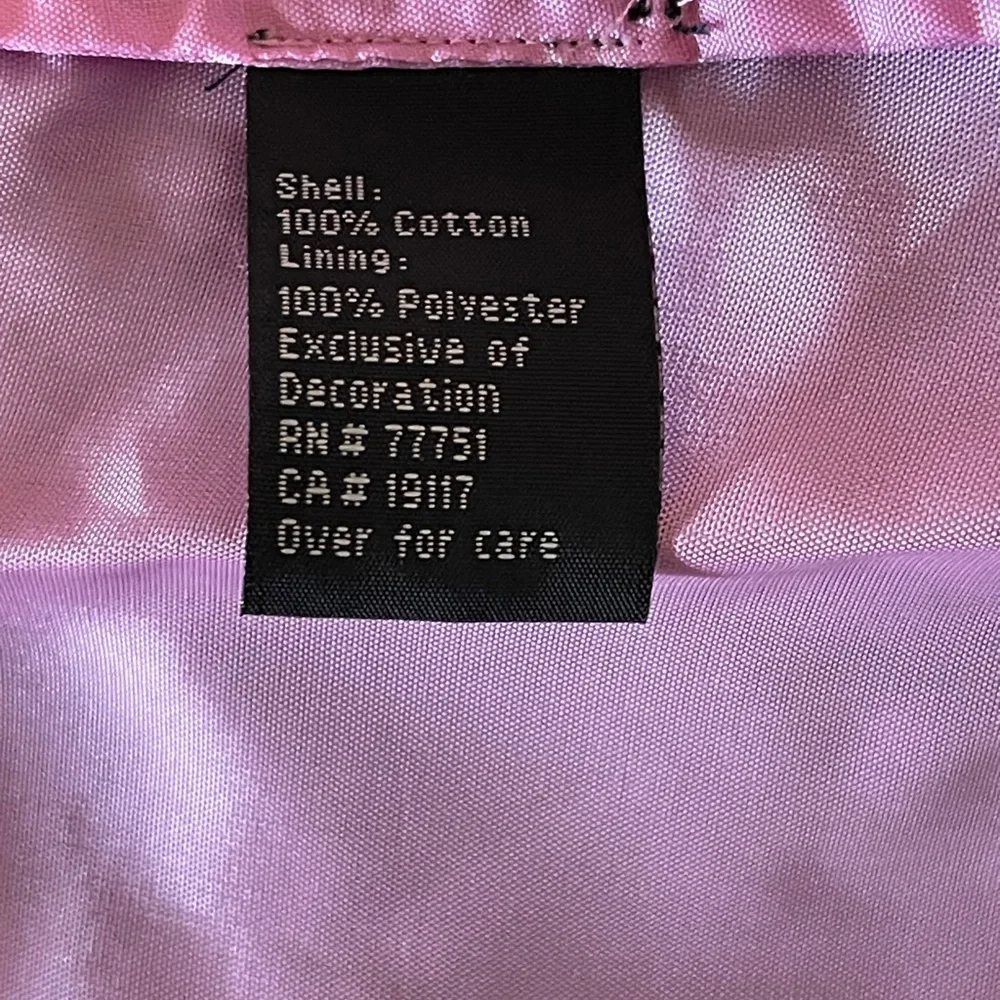 Shell:
100% Cotton
Lining:
100% Polyester
Exclusive of
Decoration
RN # 77751
CA # 19117
Over for care